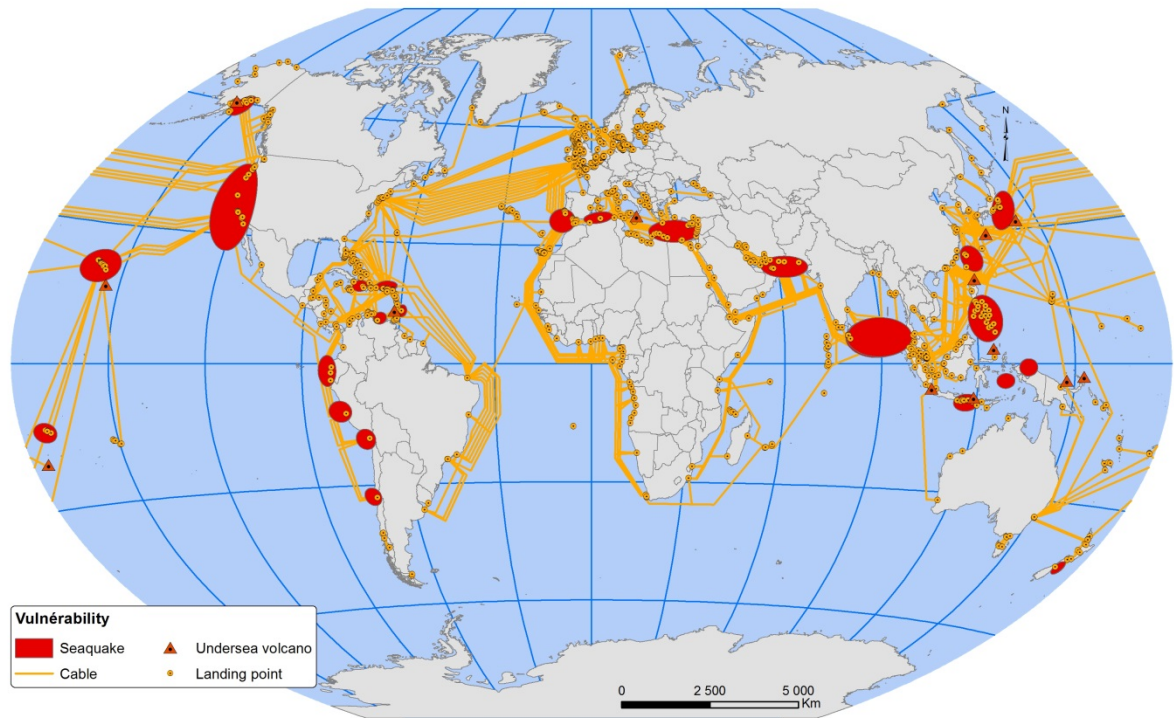 N
Vulnérability
Seaquake
Undersea volcano
Cable
Landing point
0 2 500 5 000
Km